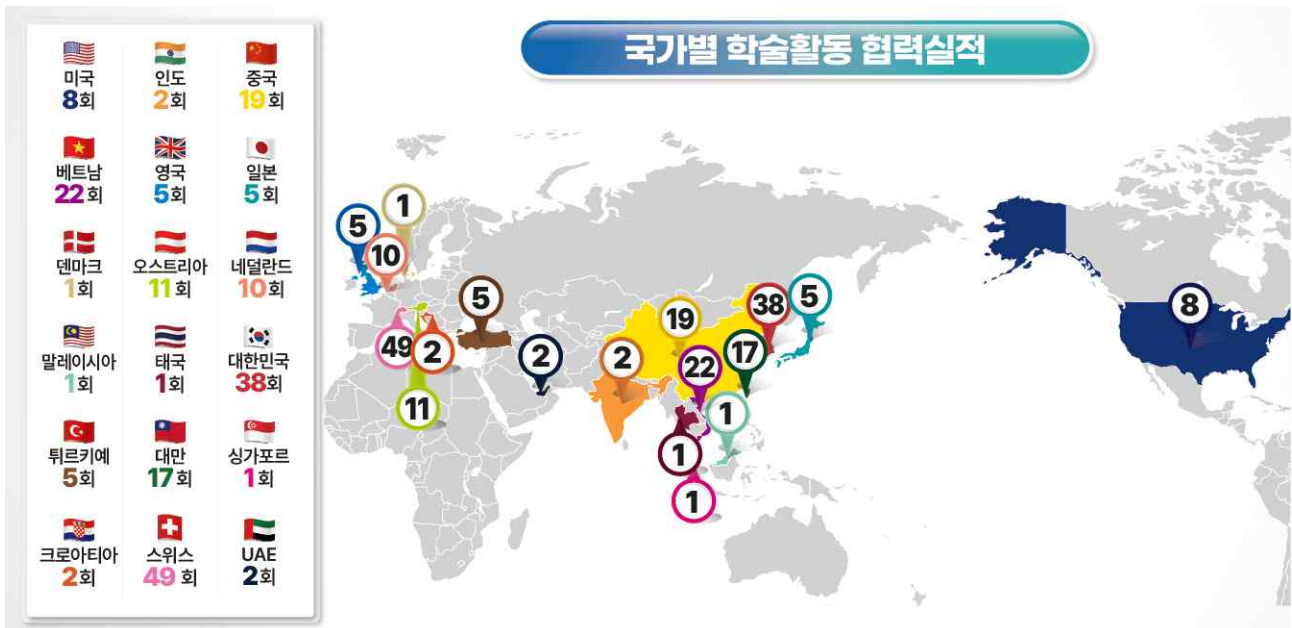 국가별 학술활동 협력실적
미국 인도 중국
8회 2회 19회
베트남 영국 일본
22회 5회 5회
덴마크 오스트리아 네덜란드
1회 11회 10회
말레이시아 태국 대한민국
1회 1회 38회
튀르키예 대만 싱가포르
5회 17회 1회
크로아티아 스위스 UAE
2회 49회 2회
1
5
10
5
38
5
8
19
49
2
2
2
22
17
11
1
1
1